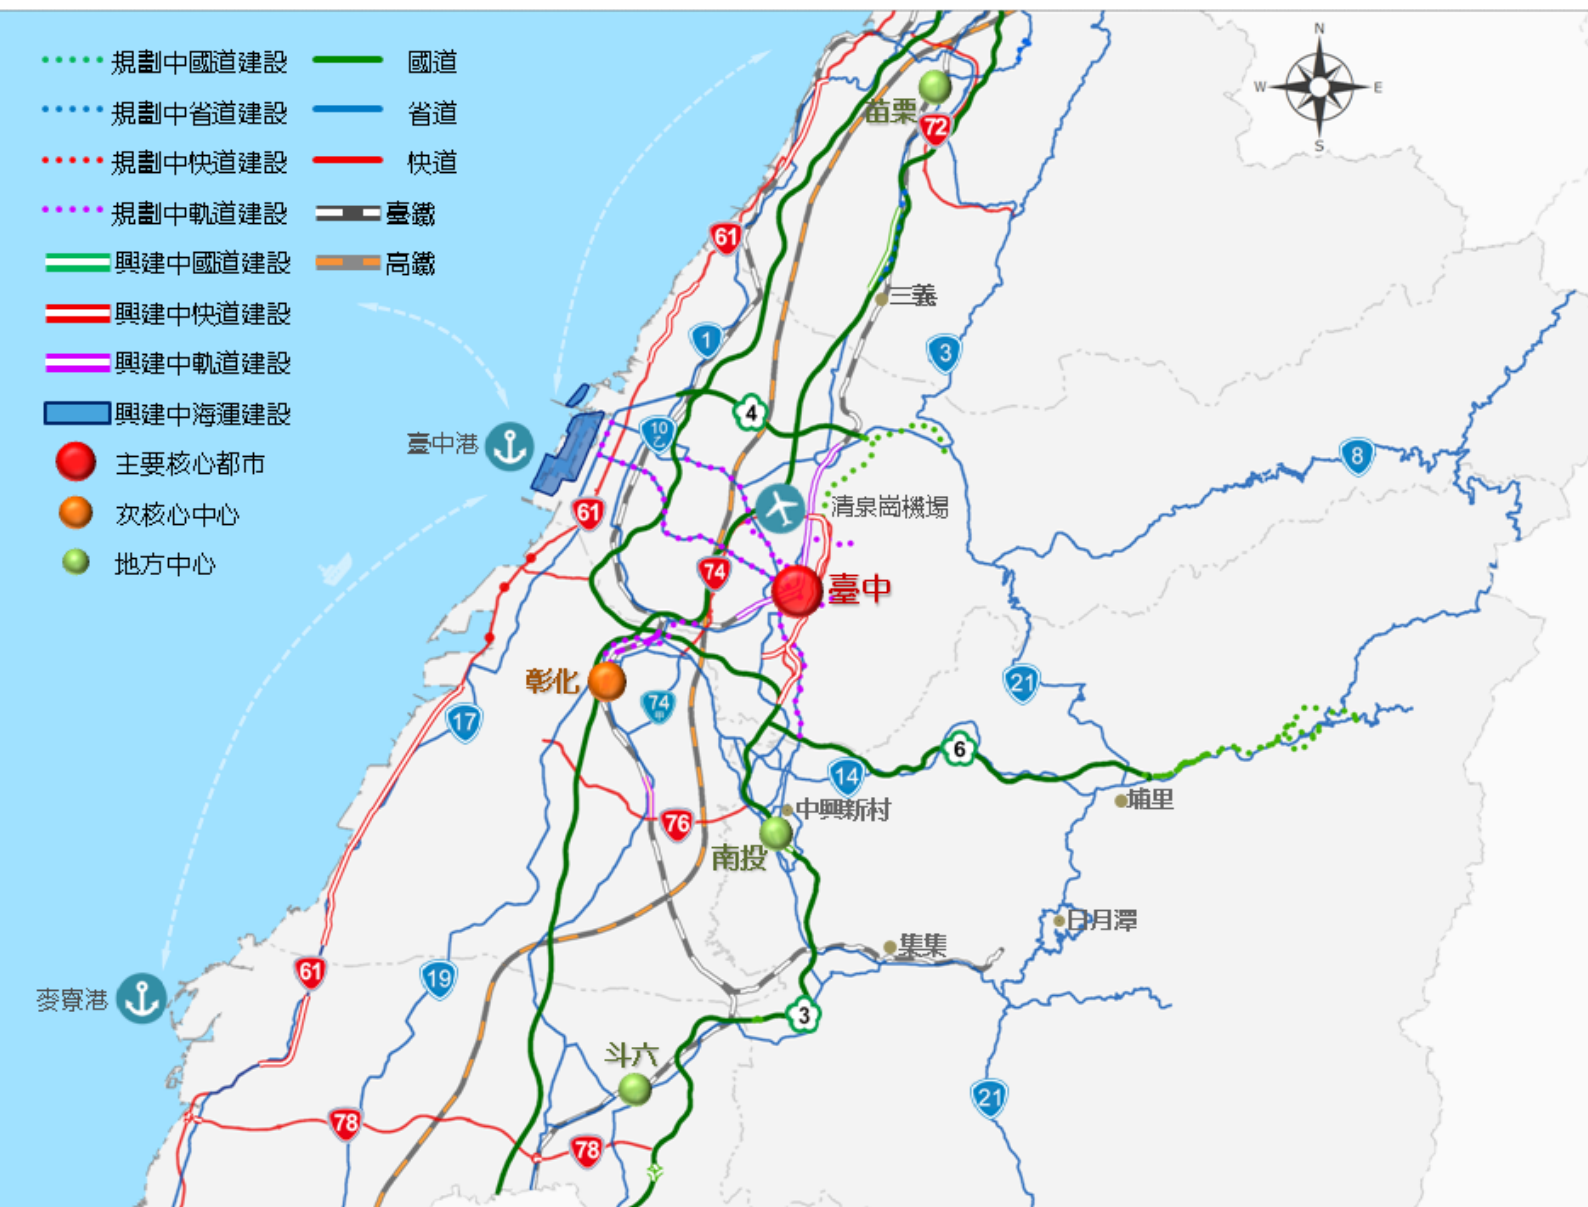 規劃中國道建設
國道
規劃中省道建設
省道
規劃中快道建設
快道
規劃中軌道建設
臺鐵
興建中國道建設
高鐵
興建中快道建設
興建中軌道建設
興建中海運建設
主要核心都市
次核心中心
地方中心
N
W
E
S
苗栗
72
61
三義
1
3
4
10
乙
臺中港
8
61
清泉崗機場
74
臺中
彰化
74
甲
21
17
6
14
埔里
中興新村
76
南投
日月潭
集集
61
19
麥寮港
3
斗六
21
78
78